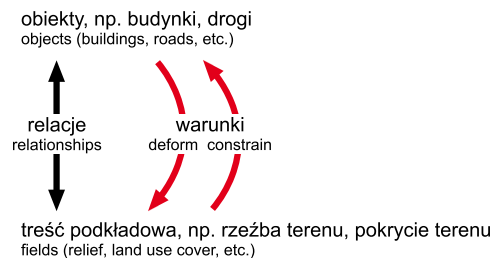 obiekty, np. budynki, drogi
objects (buildings, roads, etc.)
relacje
relationships
warunki
deform constrain
treść podkładowa, np. rzeźba terenu, pokrycie terenu
fields (relief, land use cover, etc.)